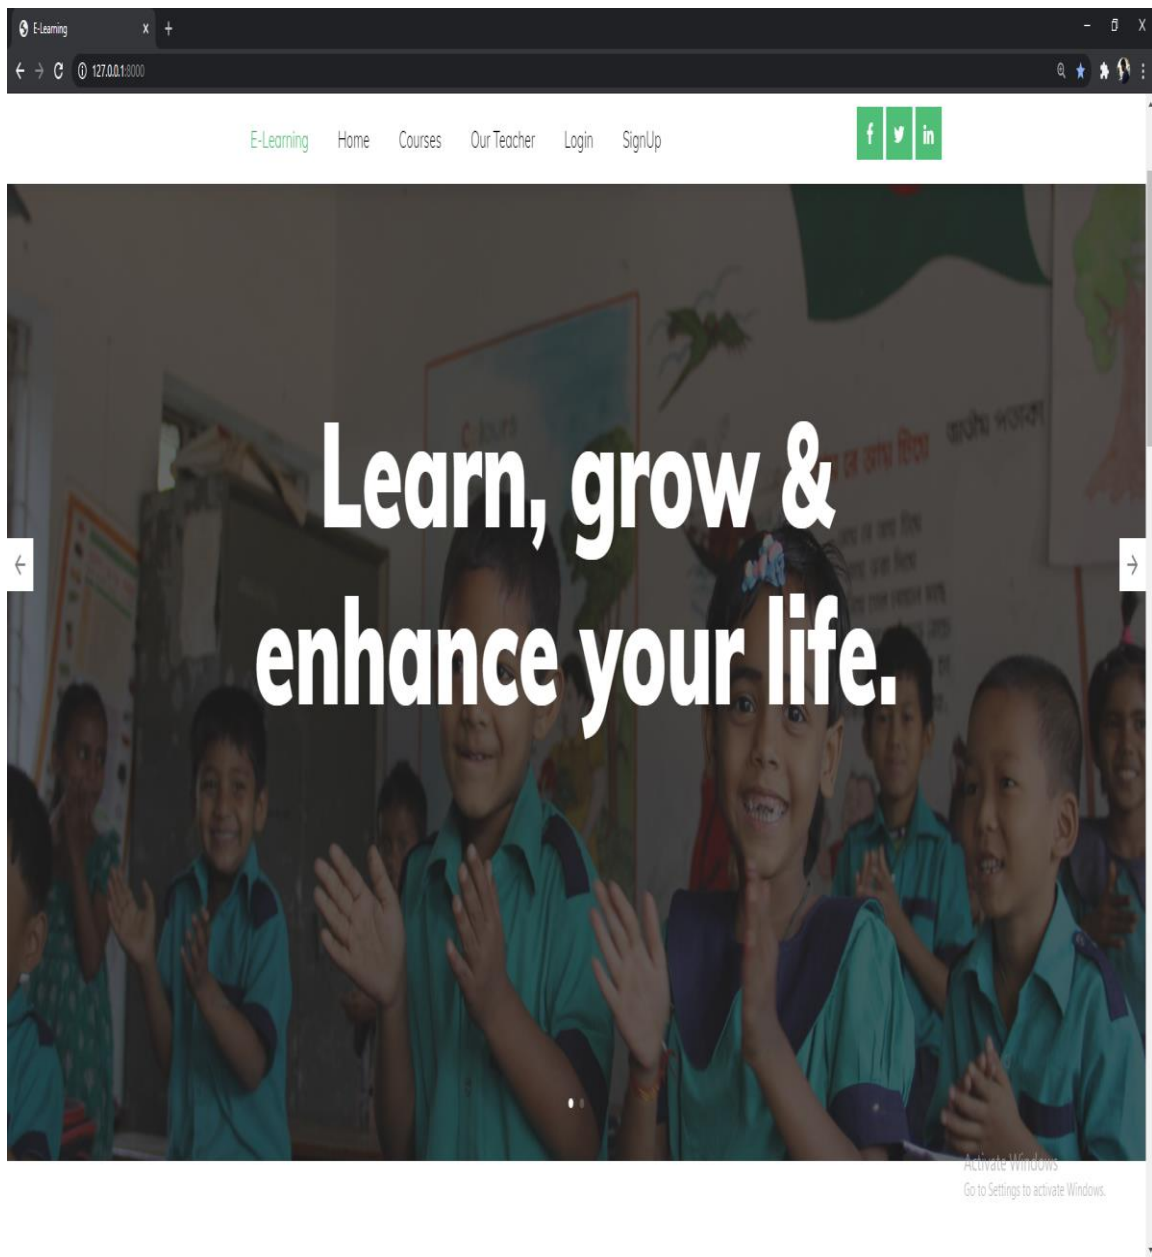 E-Learning
127.0.0.1:8000
E-Learning Home Courses Our Teacher Login SignUp
জাতীয় পতাকা
Learn, grow &
enhance your life.
Activate Windows
Go to Settings to activate Windows.